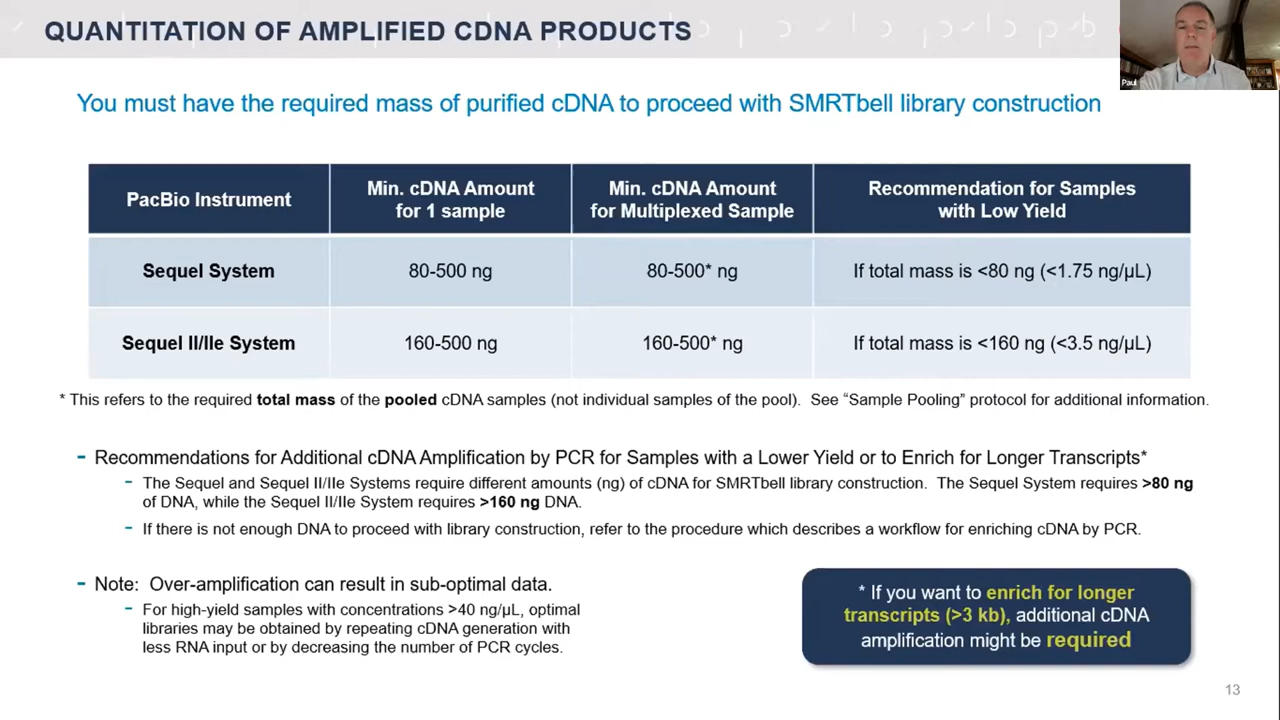 QUANTITATION OF AMPLIFIED CDNA PRODUCTS
Paul
You must have the required mass of purified cDNA to proceed with SMRTbell library construction
PacBio Instrument
Min. cDNA Amount
for 1 sample
Min. cDNA Amount
for Multiplexed Sample
Recommendation for Samples
with Low Yield
Sequel System
80-500 ng
80-500* ng
If total mass is <80 ng (<1.75 ng/µL)
Sequel II/IIe System
160-500 ng
160-500* ng
If total mass is <160 ng (<3.5 ng/µL)
* This refers to the required total mass of the pooled cDNA samples (not individual samples of the pool).  See “Sample Pooling” protocol for additional information.
- Recommendations for Additional cDNA Amplification by PCR for Samples with a Lower Yield or to Enrich for Longer Transcripts*
- The Sequel and Sequel II/IIe Systems require different amounts (ng) of cDNA for SMRTbell library construction.  The Sequel System requires >80 ng
of DNA, while the Sequel II/IIe System requires >160 ng DNA.
- If there is not enough DNA to proceed with library construction, refer to the procedure which describes a workflow for enriching cDNA by PCR.
- Note:  Over-amplification can result in sub-optimal data.
- For high-yield samples with concentrations >40 ng/µL, optimal
libraries may be obtained by repeating cDNA generation with
less RNA input or by decreasing the number of PCR cycles.
* If you want to enrich for longer
transcripts (>3 kb), additional cDNA
amplification might be required
13